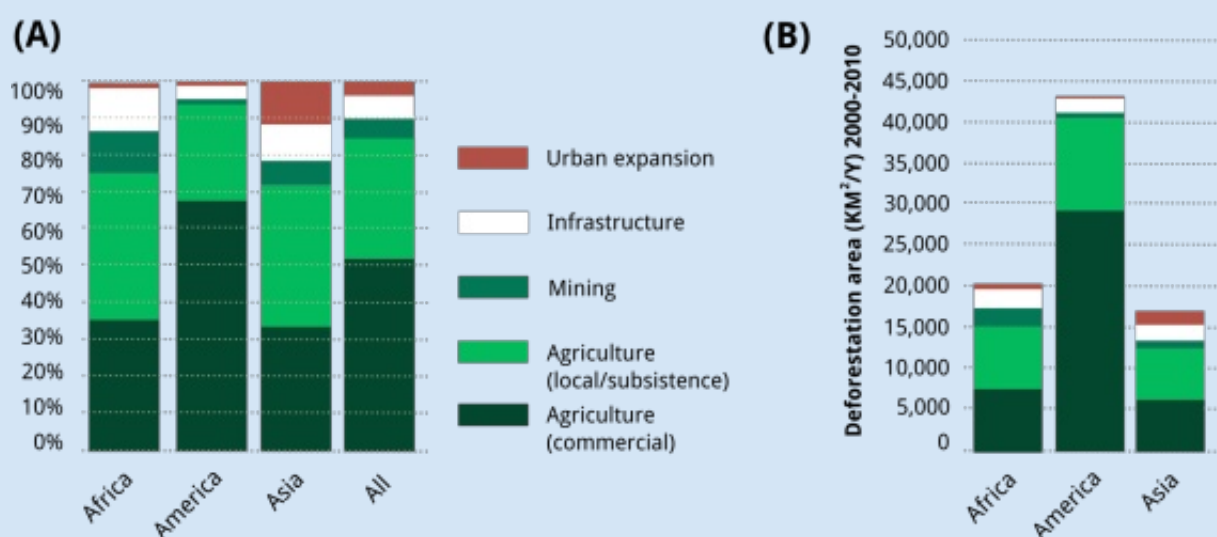 (A)
100%
90%
80%
70%
60%
50%
40%
30%
20%
10%
0%
Africa
America
Asia
All
Urban expansion
Infrastructure
Mining
Agriculture
(local/subsistence)
Agriculture
(commercial)
(B)
Deforestation area (KM²/Y) 2000-2010
50,000
45,000
40,000
35,000
30,000
25,000
20,000
15,000
10,000
5,000
0
Africa
America
Asia